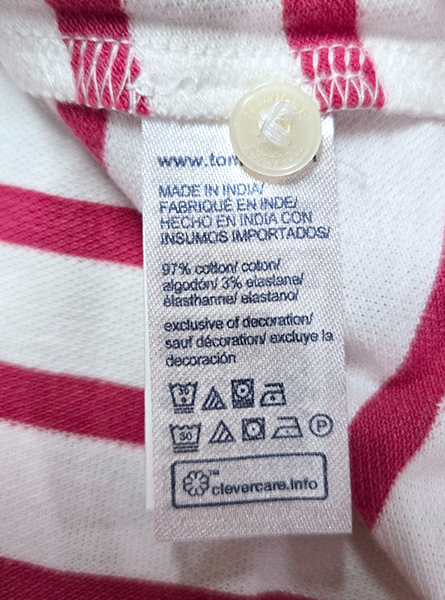 www.tom
MADE IN INDIA/
FABRIQUÉ EN INDE/
HECHO EN INDIA CON
INSUMOS IMPORTADOS/
97% cotton/ coton/
algodón/ 3% elastane/
élasthanne/ elastano/
exclusive of decoration/
sauf décoration/ excluye la
decoración
30 P
clevercare.info
TM